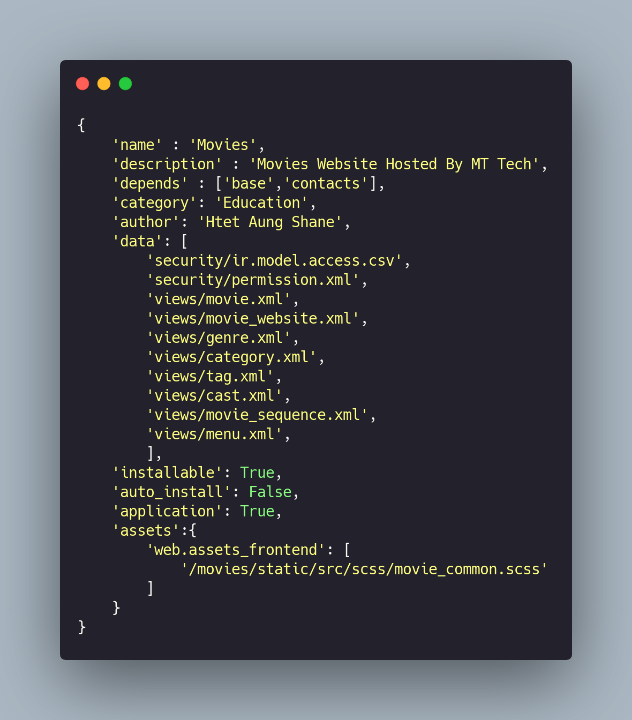 {
    'name' : 'Movies',
    'description' : 'Movies Website Hosted By MT Tech',
    'depends' : ['base','contacts'],
    'category': 'Education',
    'author': 'Htet Aung Shane',
    'data': [
        'security/ir.model.access.csv',
        'security/permission.xml',
        'views/movie.xml',
        'views/movie_website.xml',
        'views/genre.xml',
        'views/category.xml',
        'views/tag.xml',
        'views/cast.xml',
        'views/movie_sequence.xml',
        'views/menu.xml',
        ],
    'installable': True,
    'auto_install': False,
    'application': True,
    'assets':{
        'web.assets_frontend': [
            '/movies/static/src/scss/movie_common.scss'
        ]
    }
}